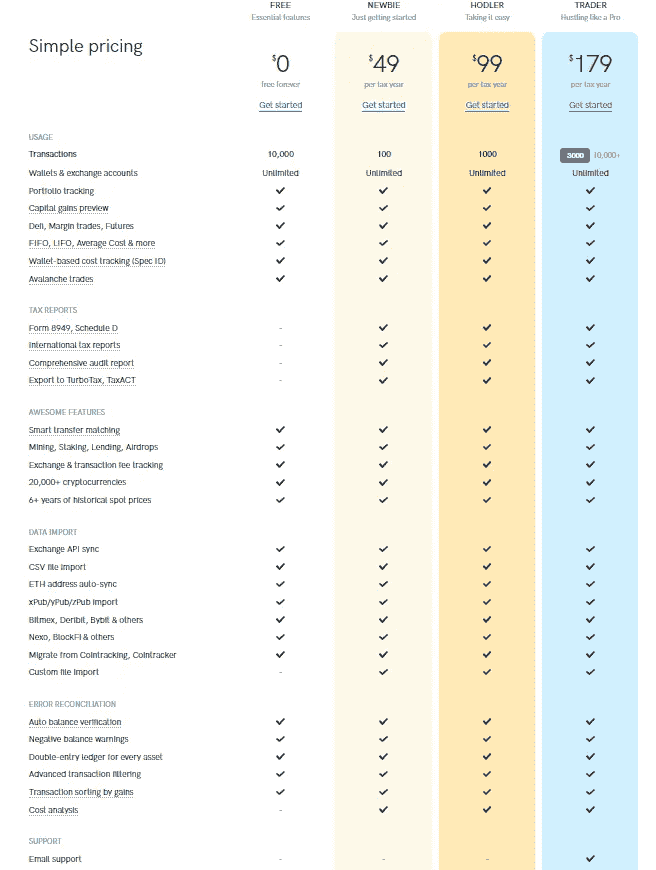 FREE NEWBIE HODLER TRADER
Essential features Just getting started Taking it easy Hustling like a Pro
Simple pricing
$0 $49 $99 $179
free forever per tax year per tax year per tax year
Get started Get started Get started Get started
USAGE
Transactions 10,000 100 1000 3000 10,000+
Wallets & exchange accounts Unlimited Unlimited Unlimited Unlimited
Portfolio tracking ✓ ✓ ✓ ✓
Capital gains preview ✓ ✓ ✓ ✓
Defi, Margin trades, Futures ✓ ✓ ✓ ✓
FIFO, LIFO, Average Cost & more ✓ ✓ ✓ ✓
Wallet-based cost tracking (Spec ID) ✓ ✓ ✓ ✓
Avalanche trades ✓ ✓ ✓ ✓
TAX REPORTS
Form 8949, Schedule D - ✓ ✓ ✓
International tax reports - ✓ ✓ ✓
Comprehensive audit report - ✓ ✓ ✓
Export to TurboTax, TaxACT - ✓ ✓ ✓
AWESOME FEATURES
Smart transfer matching ✓ ✓ ✓ ✓
Mining, Staking, Lending, Airdrops ✓ ✓ ✓ ✓
Exchange & transaction fee tracking ✓ ✓ ✓ ✓
20,000+ cryptocurrencies ✓ ✓ ✓ ✓
6+ years of historical spot prices ✓ ✓ ✓ ✓
DATA IMPORT
Exchange API sync ✓ ✓ ✓ ✓
CSV file import ✓ ✓ ✓ ✓
ETH address auto-sync ✓ ✓ ✓ ✓
xPub/yPub/zPub import ✓ ✓ ✓ ✓
Bitmex, Deribit, Bybit & others ✓ ✓ ✓ ✓
Nexo, BlockFi & others ✓ ✓ ✓ ✓
Migrate from Cointracking, Cointracker ✓ ✓ ✓ ✓
Custom file import - ✓ ✓ ✓
ERROR RECONCILIATION
Auto balance verification ✓ ✓ ✓ ✓
Negative balance warnings ✓ ✓ ✓ ✓
Double-entry ledger for every asset ✓ ✓ ✓ ✓
Advanced transaction filtering ✓ ✓ ✓ ✓
Transaction sorting by gains ✓ ✓ ✓ ✓
Cost analysis - ✓ ✓ ✓
SUPPORT
Email support - - - ✓